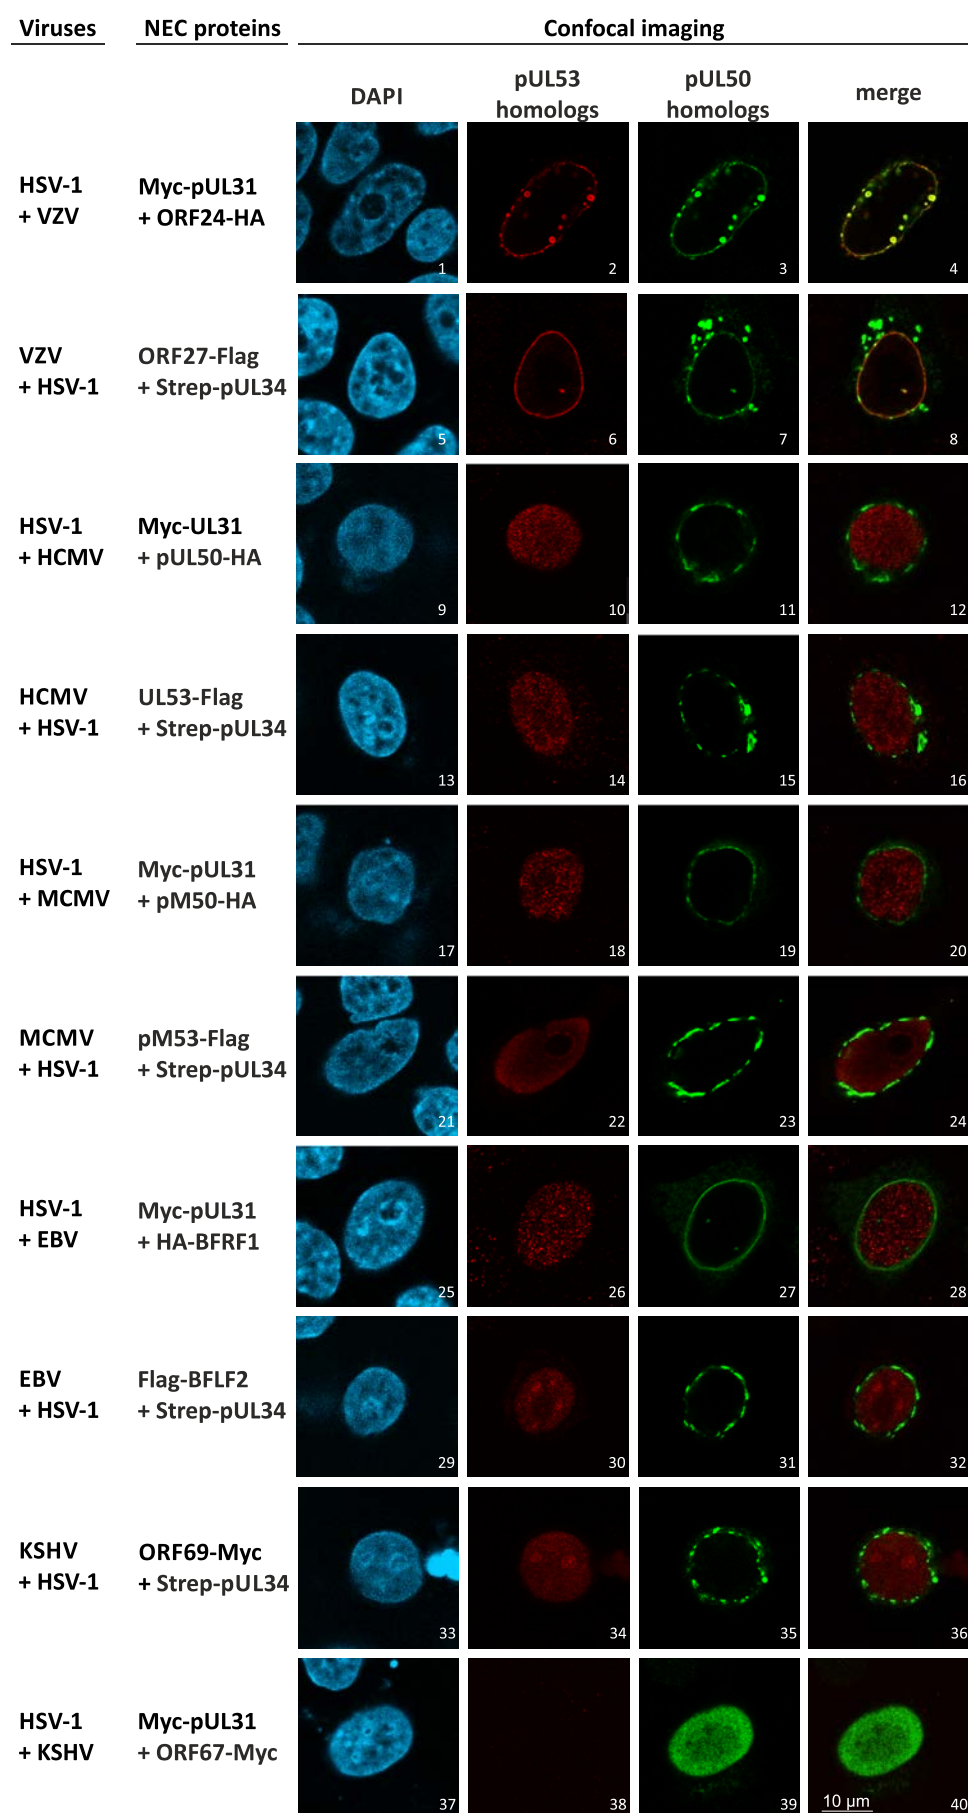 Viruses NEC proteins Confocal imaging
DAPI pUL53 homologs pUL50 homologs merge
HSV-1 Myc-pUL31
+ VZV + ORF24-HA
1 2 3 4
VZV ORF27-Flag
+ HSV-1 + Strep-pUL34
5 6 7 8
HSV-1 Myc-UL31
+ HCMV + pUL50-HA
9 10 11 12
HCMV UL53-Flag
+ HSV-1 + Strep-pUL34
13 14 15 16
HSV-1 Myc-pUL31
+ MCMV + pM50-HA
17 18 19 20
MCMV pM53-Flag
+ HSV-1 + Strep-pUL34
21 22 23 24
HSV-1 Myc-pUL31
+ EBV + HA-BFRF1
25 26 27 28
EBV Flag-BFLF2
+ HSV-1 + Strep-pUL34
29 30 31 32
KSHV ORF69-Myc
+ HSV-1 + Strep-pUL34
33 34 35 36
HSV-1 Myc-pUL31
+ KSHV + ORF67-Myc
37 38 39 10 µm 40